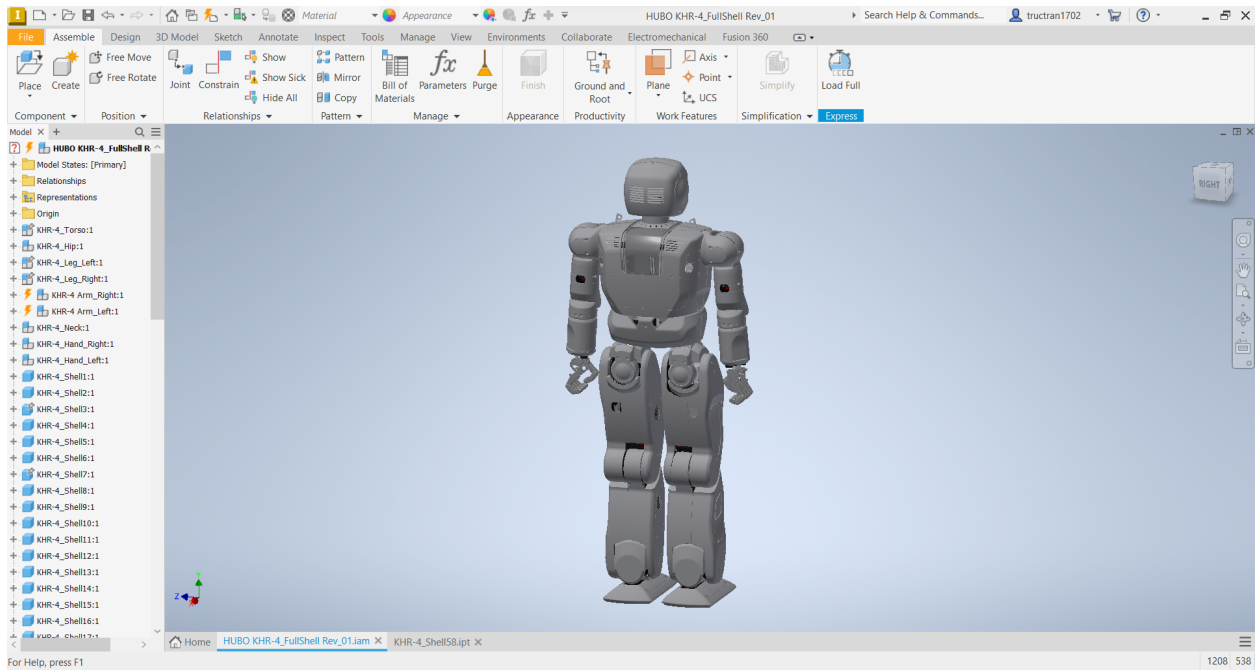 Material
Appearance
HUBO KHR-4_FullShell Rev_01
Search Help & Commands...
tructran1702
File Assemble Design 3D Model Sketch Annotate Inspect Tools Manage View Environments Collaborate Electromechanical Fusion 360
Place
Create
Free Move
Free Rotate
Joint
Constrain
Show
Show Sick
Hide All
Pattern
Mirror
Copy
Bill of
Materials
fx
Parameters
Purge
Finish
Ground and
Root
Plane
Axis
Point
UCS
Simplify
Load Full
Component Position Relationships Pattern Manage Appearance Productivity Work Features Simplification Express
Model
HUBO KHR-4_FullShell R
Model States: [Primary]
Relationships
Representations
Origin
KHR-4_Torso:1
KHR-4_Hip:1
KHR-4_Leg_Left:1
KHR-4_Leg_Right:1
KHR-4 Arm_Right:1
KHR-4 Arm_Left:1
KHR-4_Neck:1
KHR-4_Hand_Right:1
KHR-4_Hand_Left:1
KHR-4_Shell1:1
KHR-4_Shell2:1
KHR-4_Shell3:1
KHR-4_Shell4:1
KHR-4_Shell5:1
KHR-4_Shell6:1
KHR-4_Shell7:1
KHR-4_Shell8:1
KHR-4_Shell9:1
KHR-4_Shell10:1
KHR-4_Shell11:1
KHR-4_Shell12:1
KHR-4_Shell13:1
KHR-4_Shell14:1
KHR-4_Shell15:1
KHR-4_Shell16:1
KHR-4_Shell17:1
RIGHT
Y
Z
X
Home
HUBO KHR-4_FullShell Rev_01.iam
KHR-4_Shell58.ipt
For Help, press F1
1208 538